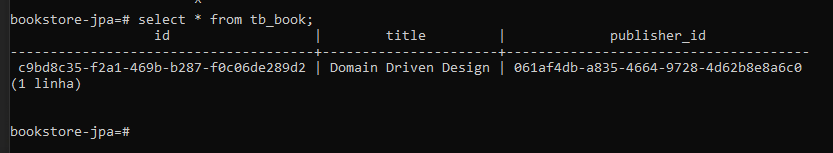 bookstore-jpa=# select * from tb_book;
id | title | publisher_id
--------------------------------------+----------------------+--------------------------------------
c9bd8c35-f2a1-469b-b287-f0c06de289d2 | Domain Driven Design | 061af4db-a835-4664-9728-4d62b8e8a6c0
(1 linha)
bookstore-jpa=#